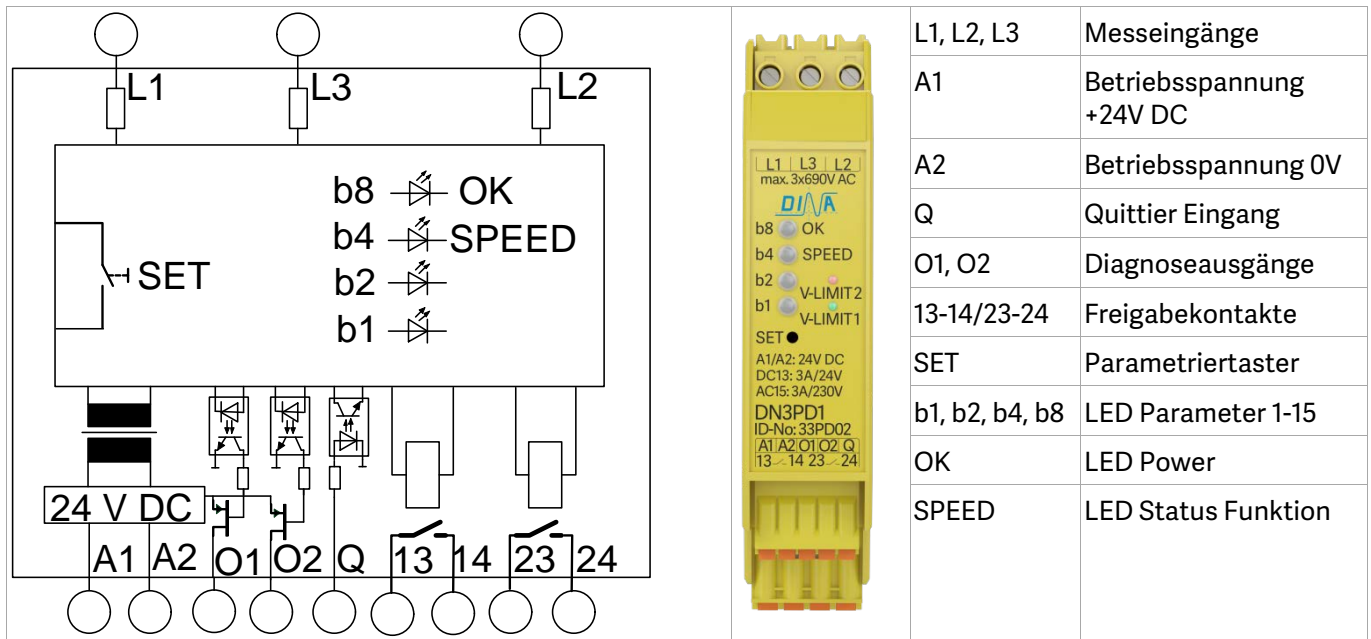 L1
L3
L2
b8 OK
b4 SPEED
b2
b1
SET
24 V DC
A1 A2 O1 O2 Q 13 14 23 24
L1 L3 L2
max. 3x690V AC
DINA
b8 OK
b4 SPEED
b2
V-LIMIT2
b1
V-LIMIT1
SET
A1/A2: 24V DC
DC13: 3A/24V
AC15: 3A/230V
DN3PD1
ID-No: 33PD02
A1 A2 O1 O2 Q
13 14 23 24
L1, L2, L3 Messeingänge
A1 Betriebsspannung
+24V DC
A2 Betriebsspannung 0V
Q Quittier Eingang
O1, O2 Diagnoseausgänge
13-14/23-24 Freigabekontakte
SET Parametriertaster
b1, b2, b4, b8 LED Parameter 1-15
OK LED Power
SPEED LED Status Funktion